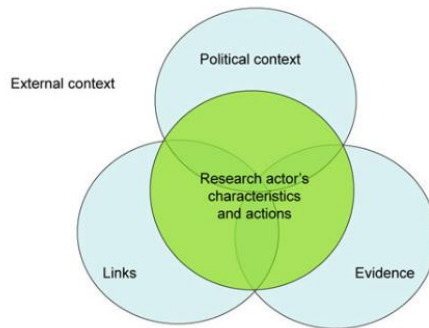 Political context
External context
Research actor's
characteristics
and actions
Links
Evidence